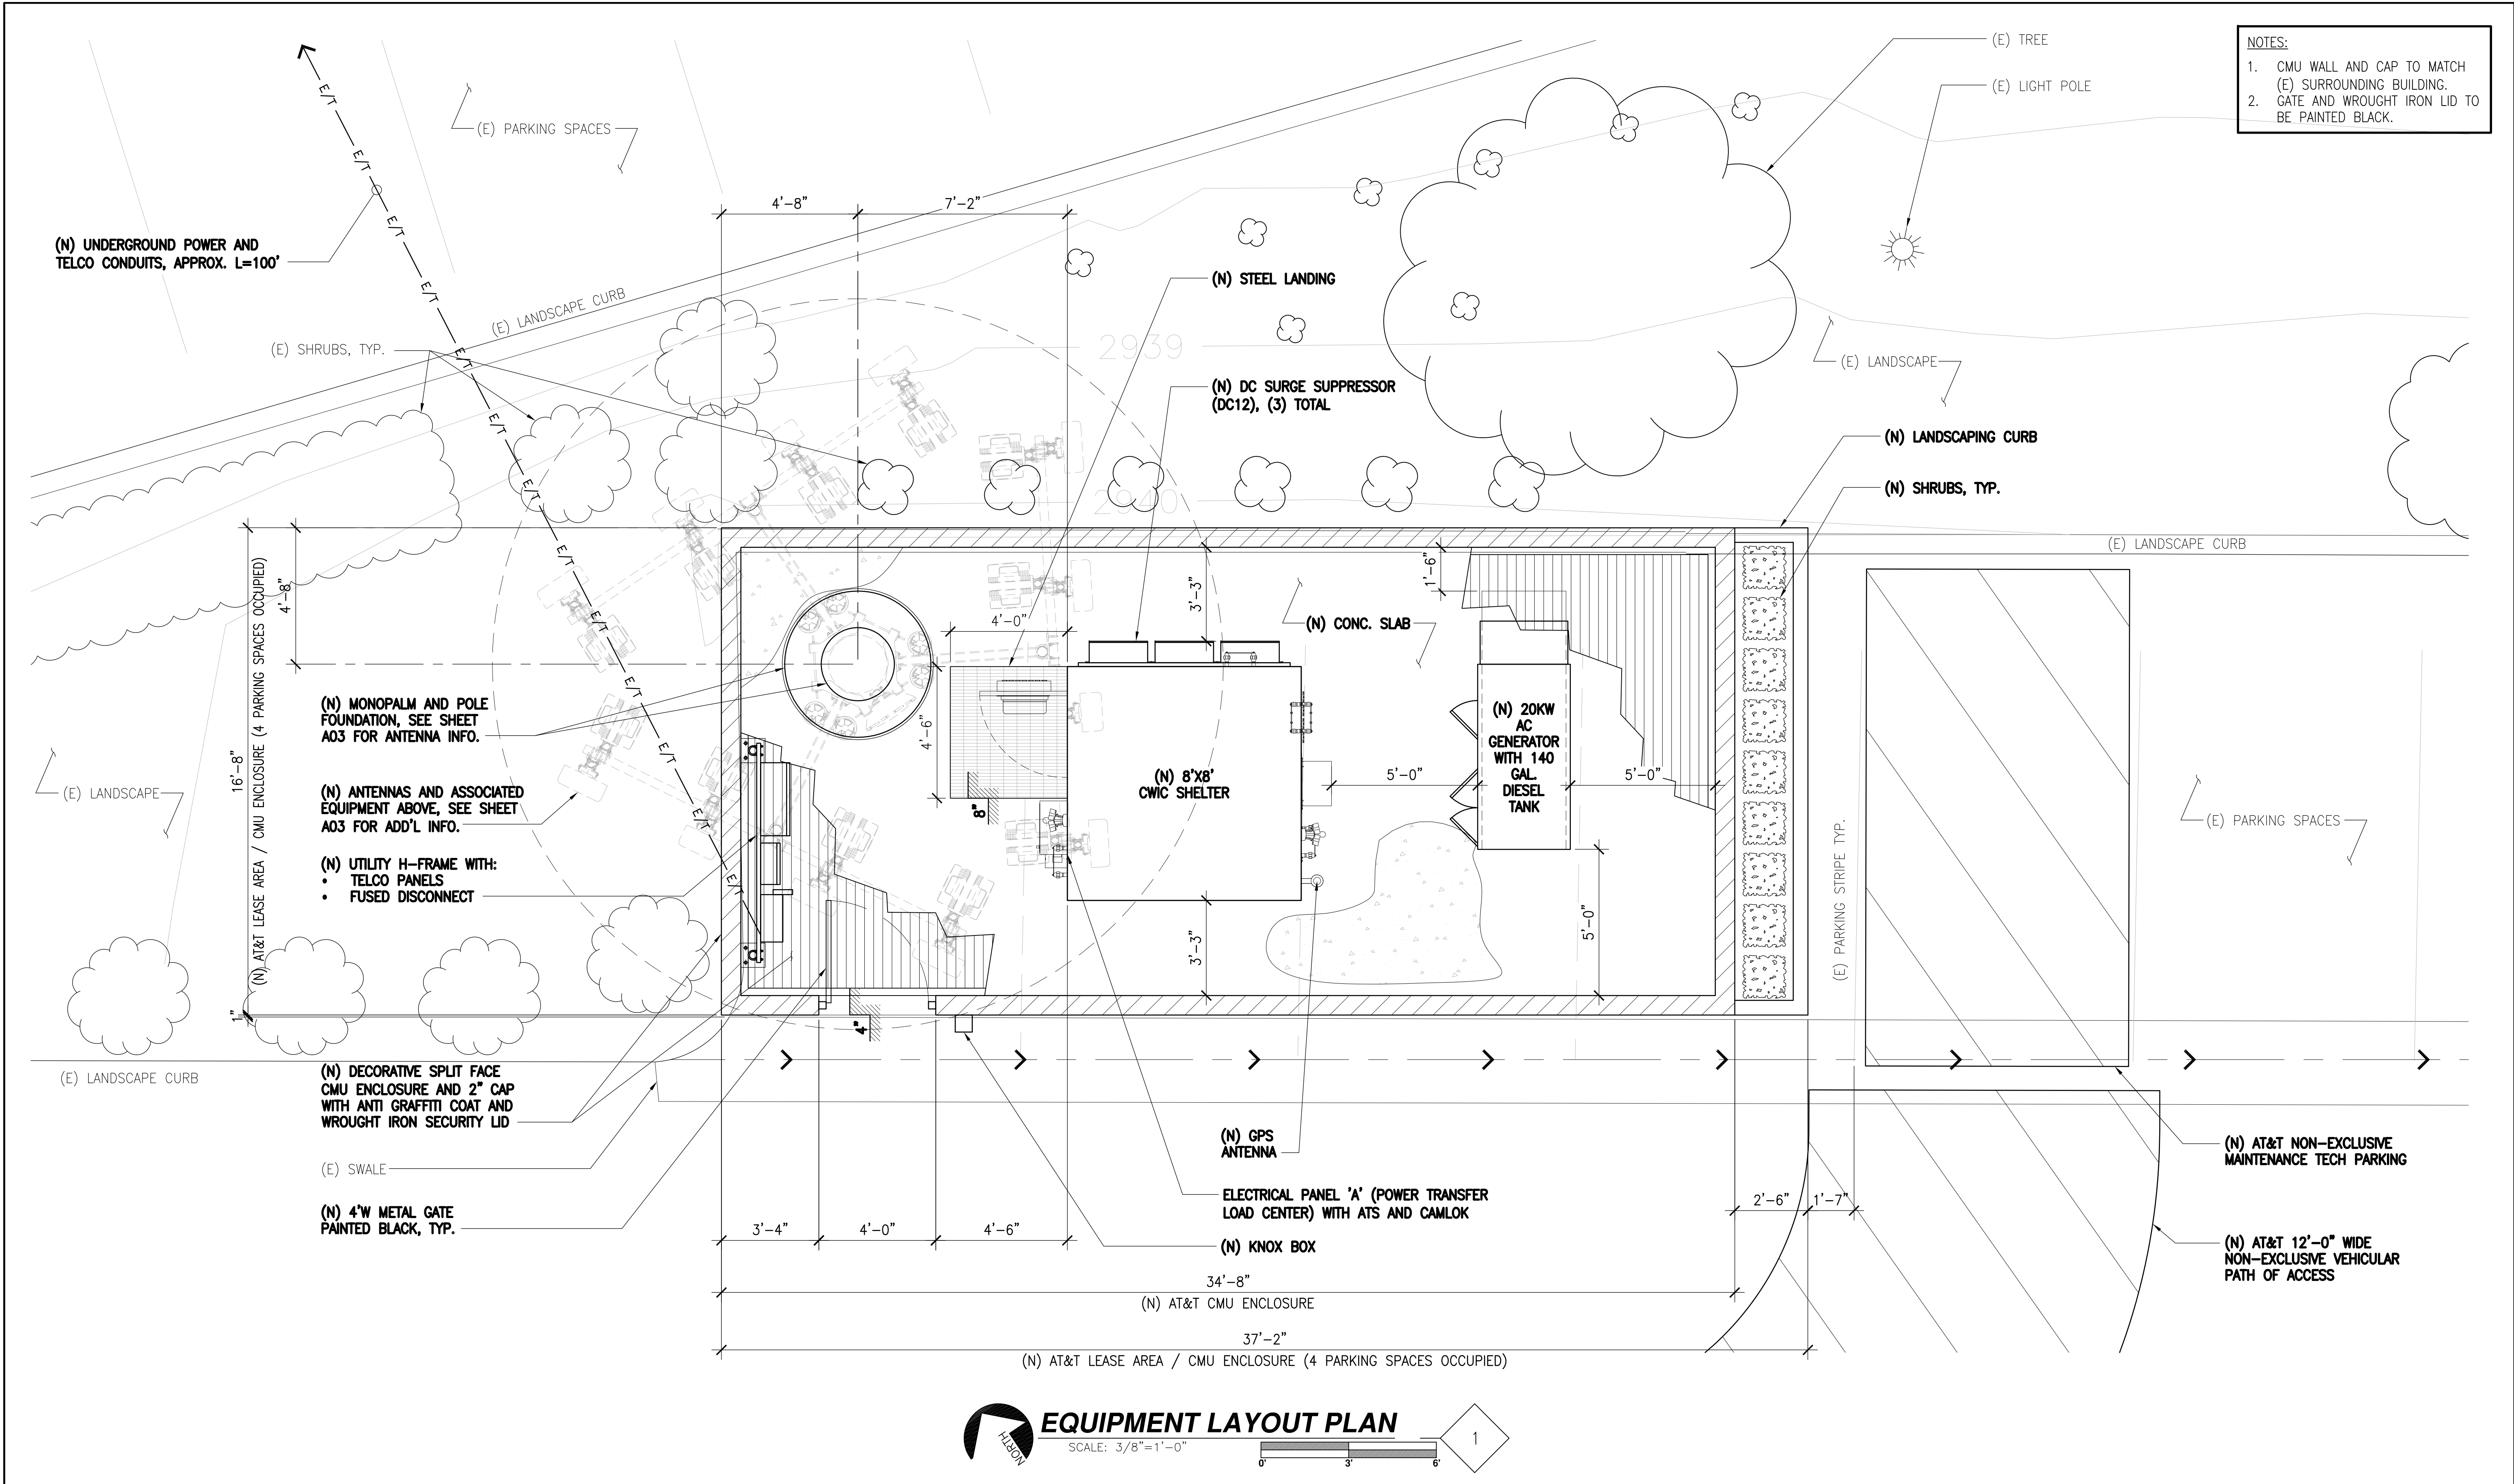 NOTES:
1. CMU WALL AND CAP TO MATCH
(E) SURROUNDING BUILDING.
2. GATE AND WROUGHT IRON LID TO
BE PAINTED BLACK.
(E) TREE
(E) LIGHT POLE
(E) PARKING SPACES
E/T
E/T
E/T
E/T
E/T
E/T
E/T
E/T
E/T
E/T
E/T
E/T
E/T
4'-8"
7'-2"
(N) UNDERGROUND POWER AND
TELCO CONDUITS, APPROX. L=100'
(N) STEEL LANDING
(E) LANDSCAPE CURB
(E) SHRUBS, TYP.
2939
(E) LANDSCAPE
(N) DC SURGE SUPPRESSOR
(DC12), (3) TOTAL
(N) LANDSCAPING CURB
(N) SHRUBS, TYP.
2940
(E) LANDSCAPE CURB
16'-8"
(N) AT&T LEASE AREA / CMU ENCLOSURE (4 PARKING SPACES OCCUPIED)
4'-8"
1"
3'-3"
1'-6"
4'-0"
(N) CONC. SLAB
4'-6"
8"
(N) MONOPALM AND POLE
FOUNDATION, SEE SHEET
A03 FOR ANTENNA INFO.
(N) 20KW
AC
GENERATOR
WITH 140
GAL.
DIESEL
TANK
(N) 8'X8'
CWIC SHELTER
5'-0"
5'-0"
(E) LANDSCAPE
(N) ANTENNAS AND ASSOCIATED
EQUIPMENT ABOVE, SEE SHEET
A03 FOR ADD'L INFO.
(E) PARKING SPACES
(E) PARKING STRIPE TYP.
(N) UTILITY H-FRAME WITH:
• TELCO PANELS
• FUSED DISCONNECT
3'-3"
5'-0"
4"
(E) LANDSCAPE CURB
(N) DECORATIVE SPLIT FACE
CMU ENCLOSURE AND 2" CAP
WITH ANTI GRAFFITI COAT AND
WROUGHT IRON SECURITY LID
(E) SWALE
(N) 4'W METAL GATE
PAINTED BLACK, TYP.
(N) GPS
ANTENNA
ELECTRICAL PANEL 'A' (POWER TRANSFER
LOAD CENTER) WITH ATS AND CAMLOK
(N) KNOX BOX
(N) AT&T NON-EXCLUSIVE
MAINTENANCE TECH PARKING
(N) AT&T 12'-0" WIDE
NON-EXCLUSIVE VEHICULAR
PATH OF ACCESS
2'-6"
1'-7"
3'-4"
4'-0"
4'-6"
34'-8"
(N) AT&T CMU ENCLOSURE
37'-2"
(N) AT&T LEASE AREA / CMU ENCLOSURE (4 PARKING SPACES OCCUPIED)
NORTH
EQUIPMENT LAYOUT PLAN
SCALE: 3/8"=1'-0"
0'
3'
6'
1